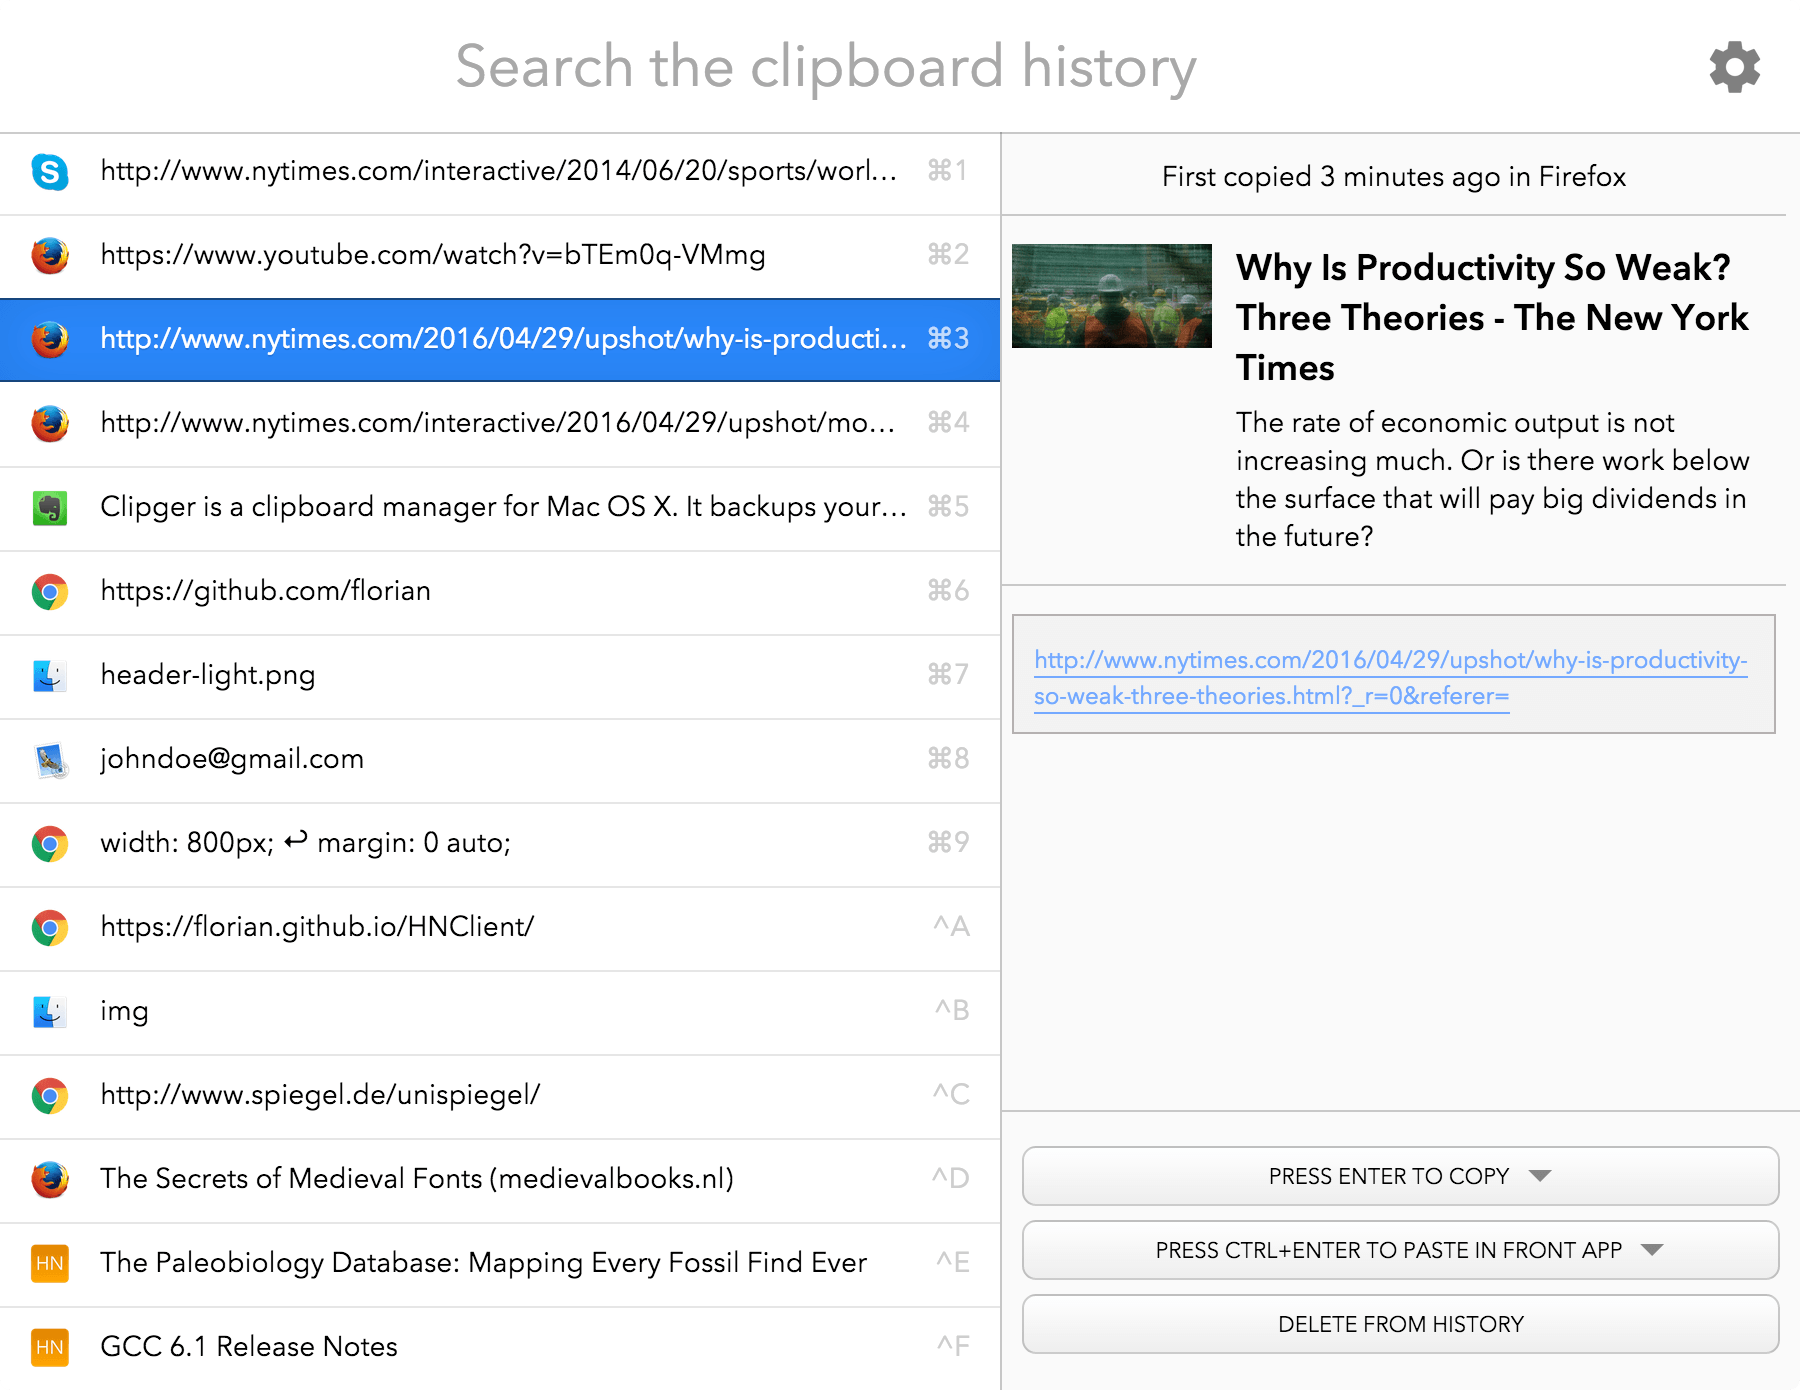 Search the clipboard history
http://www.nytimes.com/interactive/2014/06/20/sports/worl... ⌘1
https://www.youtube.com/watch?v=bTEm0q-VMmg ⌘2
http://www.nytimes.com/2016/04/29/upshot/why-is-producti... ⌘3
http://www.nytimes.com/interactive/2016/04/29/upshot/mo... ⌘4
Clipger is a clipboard manager for Mac OS X. It backups your... ⌘5
https://github.com/florian ⌘6
header-light.png ⌘7
johndoe@gmail.com ⌘8
width: 800px; ↩ margin: 0 auto; ⌘9
https://florian.github.io/HNClient/ ^A
img ^B
http://www.spiegel.de/unispiegel/ ^C
The Secrets of Medieval Fonts (medievalbooks.nl) ^D
HN The Paleobiology Database: Mapping Every Fossil Find Ever ^E
HN GCC 6.1 Release Notes ^F
First copied 3 minutes ago in Firefox
Why Is Productivity So Weak?
Three Theories - The New York
Times
The rate of economic output is not
increasing much. Or is there work below
the surface that will pay big dividends in
the future?
http://www.nytimes.com/2016/04/29/upshot/why-is-productivity-
so-weak-three-theories.html?_r=0&referer=
PRESS ENTER TO COPY
PRESS CTRL+ENTER TO PASTE IN FRONT APP
DELETE FROM HISTORY